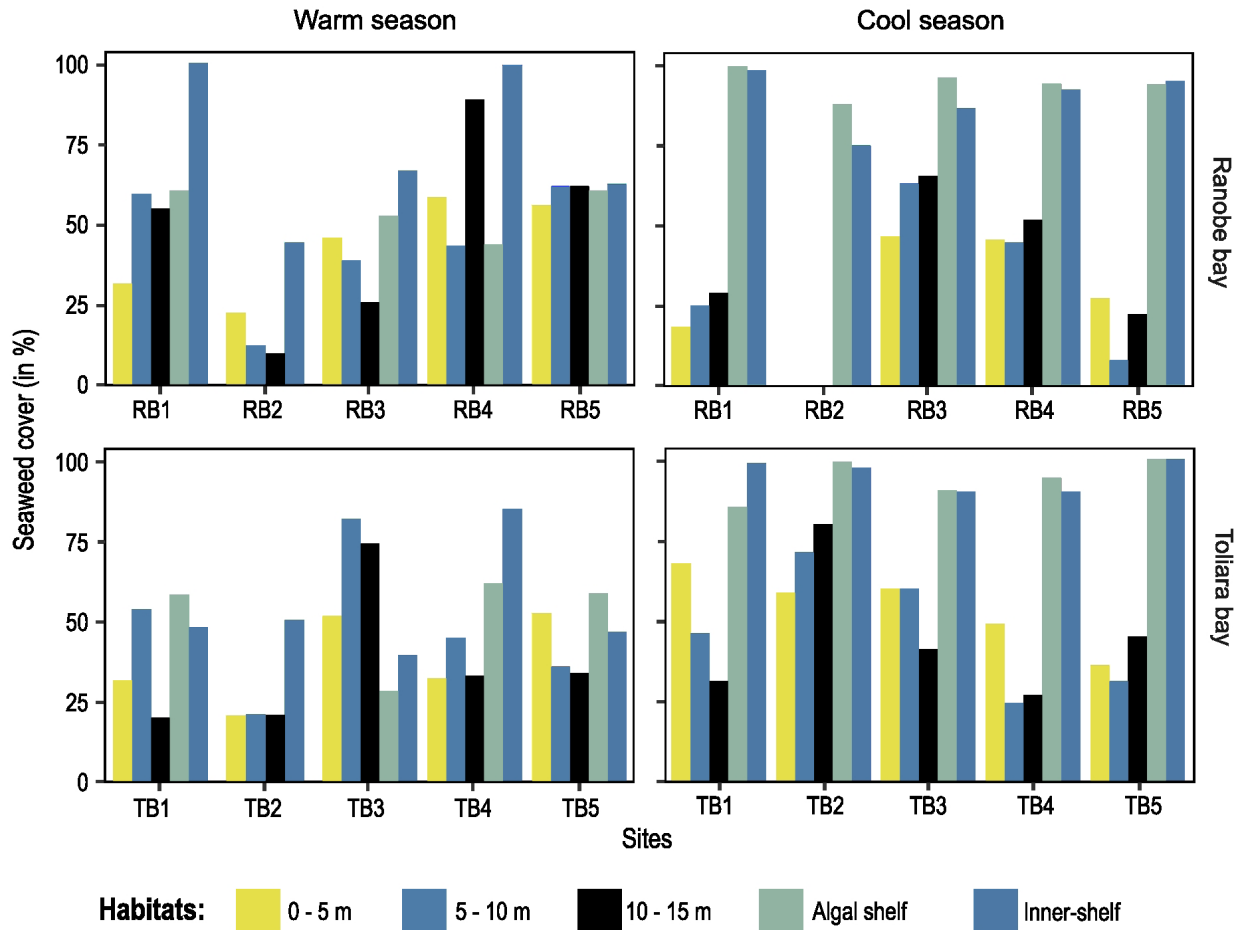 Warm season
Cool season
Seaweed cover (in %)
100
75
50
25
0
RB1 RB2 RB3 RB4 RB5
RB1 RB2 RB3 RB4 RB5
Ranobe bay
100
75
50
25
0
TB1 TB2 TB3 TB4 TB5
TB1 TB2 TB3 TB4 TB5
Toliara bay
Sites
Habitats: 0 - 5 m 5 - 10 m 10 - 15 m Algal shelf Inner-shelf